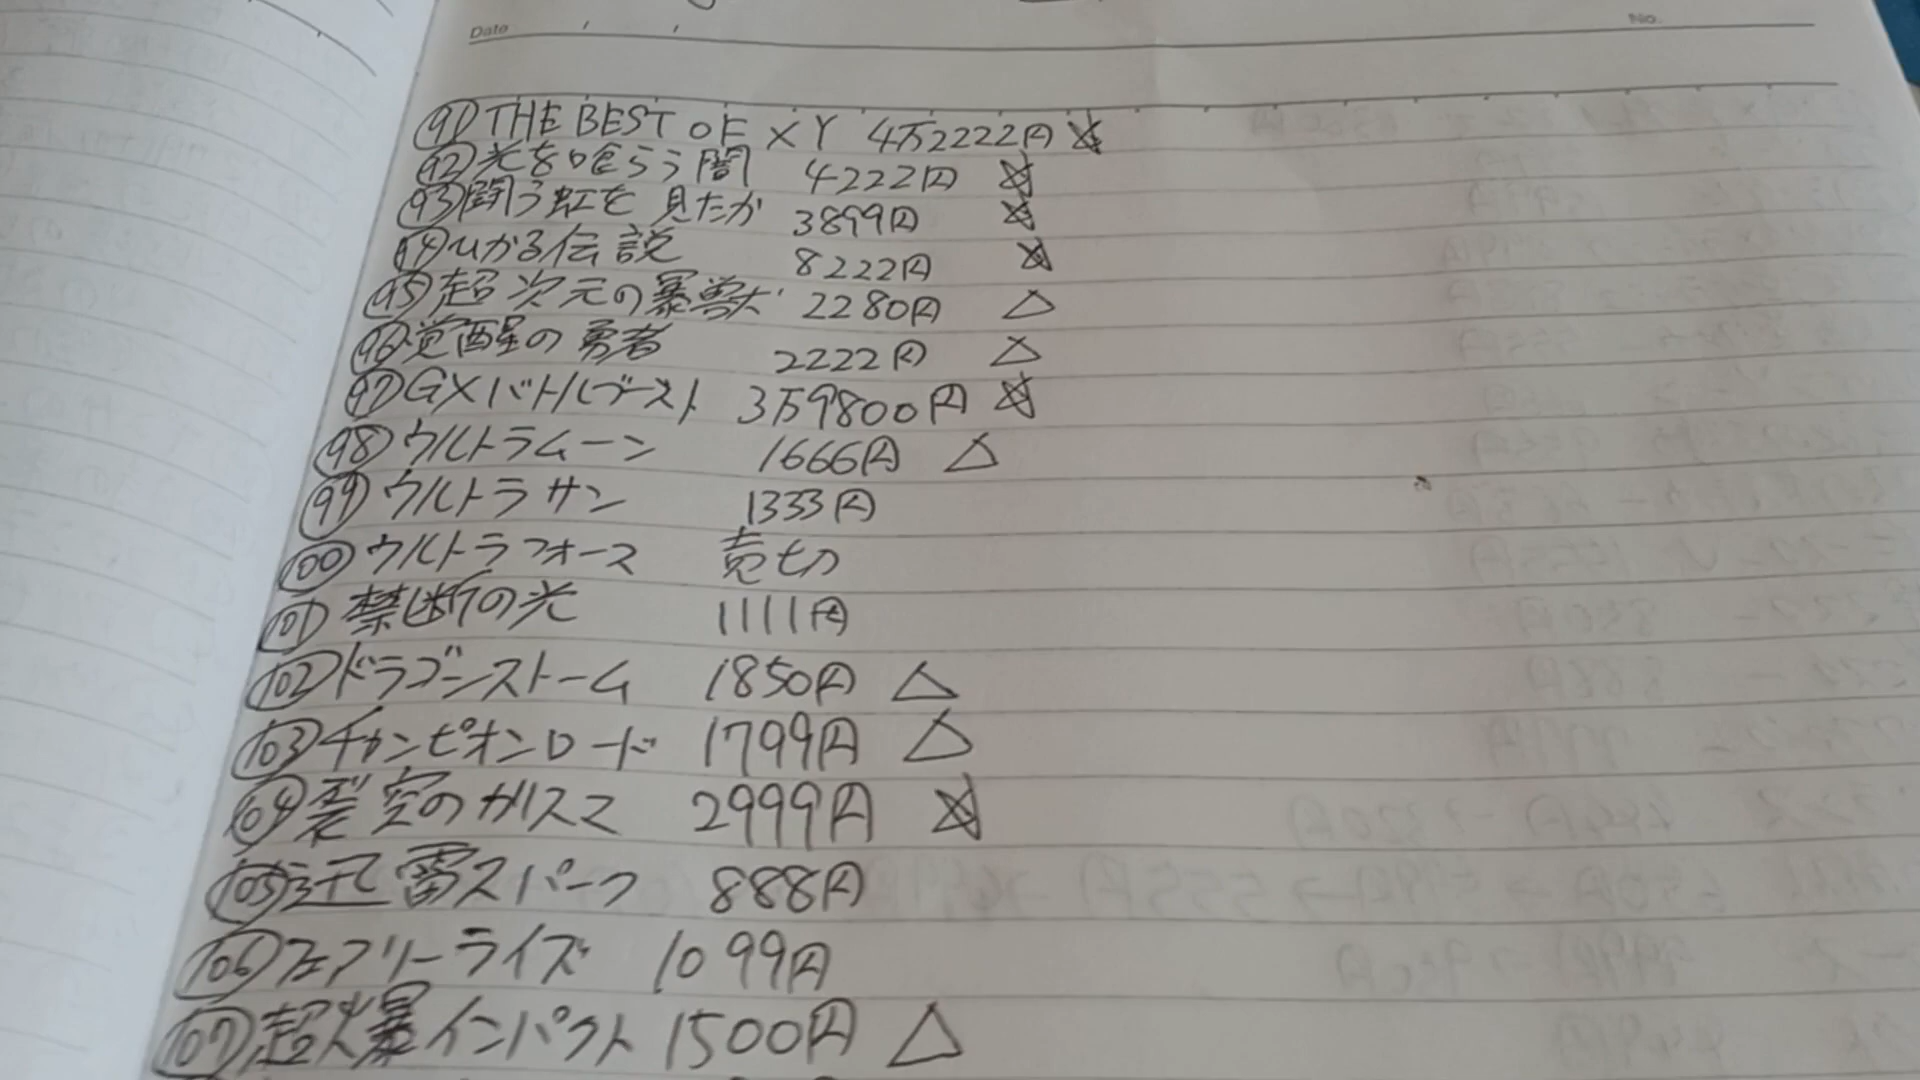 Date
No.
91 THE BEST OF XY 4万2222円 ☆
92 光を喰らう闇 4222円 ☆
93 闘う虹を見たか 3899円 ☆
94 ひかる伝説 8222円 ☆
95 超次元の暴獣 2280円 △
96 覚醒の勇者 2222円 △
97 GXバトルブースト 3万9800円 ☆
98 ウルトラムーン 1666円 △
99 ウルトラサン 1333円
100 ウルトラフォース 売切
101 禁断の光 1111円
102 ドラゴンストーム 1850円 △
103 チャンピオンロード 1799円 △
104 裂空のカリスマ 2999円 ☆
105 迅雷スパーク 888円
106 フェアリーライズ 1099円
107 超爆インパクト 1500円 △